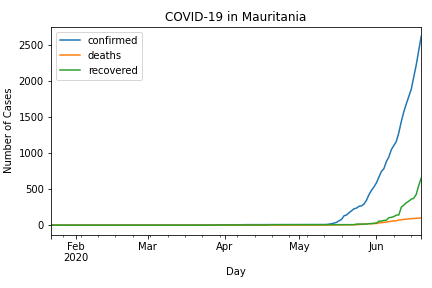 COVID-19 in Mauritania
confirmed
deaths
recovered
Number of Cases
2500
2000
1500
1000
500
0
Feb Mar Apr May Jun
2020
Day